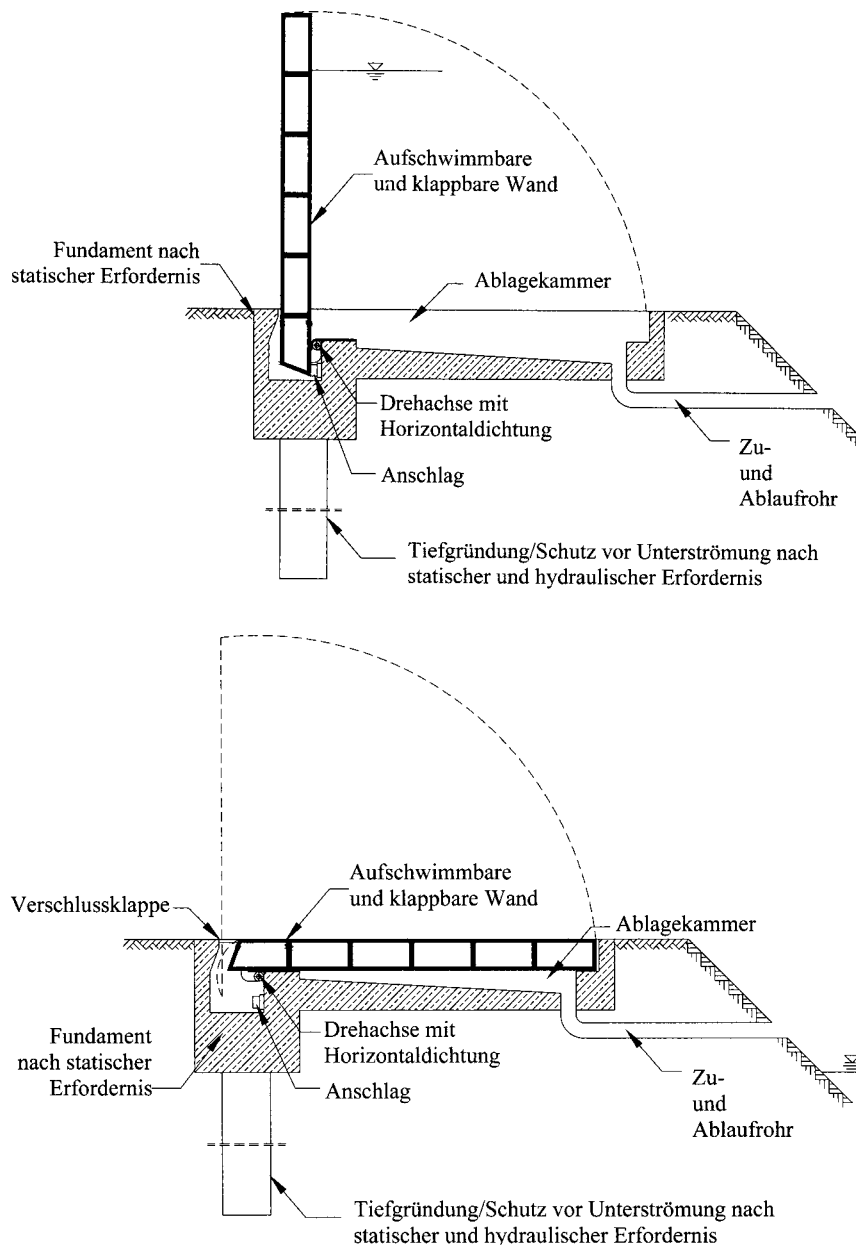 Aufschwimmbare
und klappbare Wand
Fundament nach
statischer Erfordernis
Ablagekammer
Drehachse mit
Horizontaldichtung
Anschlag
Zu-
und
Ablaufrohr
Tiefgründung/Schutz vor Unterströmung nach
statischer und hydraulischer Erfordernis
Aufschwimmbare
und klappbare Wand
Verschlussklappe
Ablagekammer
Fundament
nach statischer
Erfordernis
Drehachse mit
Horizontaldichtung
Anschlag
Zu-
und
Ablaufrohr
Tiefgründung/Schutz vor Unterströmung nach
statischer und hydraulischer Erfordernis